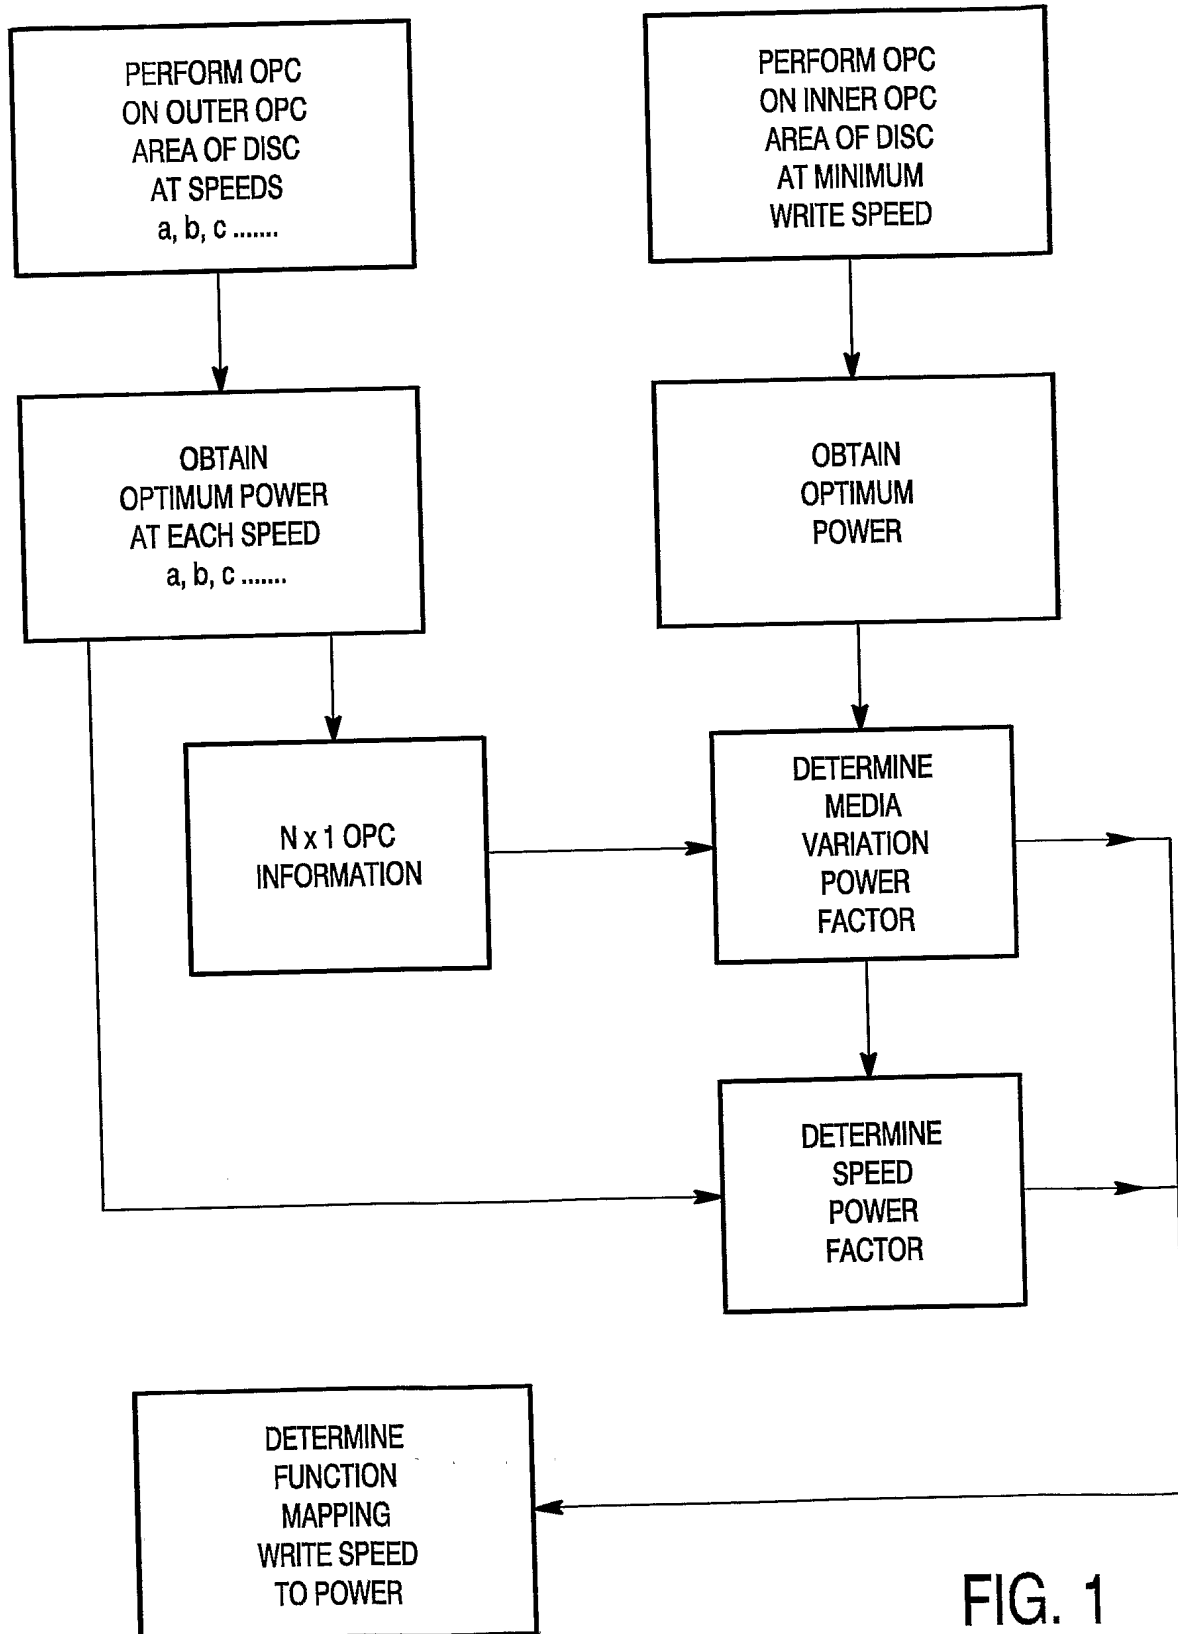 PERFORM OPC
ON OUTER OPC
AREA OF DISC
AT SPEEDS
a, b, c .......
PERFORM OPC
ON INNER OPC
AREA OF DISC
AT MINIMUM
WRITE SPEED
OBTAIN
OPTIMUM POWER
AT EACH SPEED
a, b, c .......
OBTAIN
OPTIMUM
POWER
N x 1 OPC
INFORMATION
DETERMINE
MEDIA
VARIATION
POWER
FACTOR
DETERMINE
SPEED
POWER
FACTOR
DETERMINE
FUNCTION
MAPPING
WRITE SPEED
TO POWER
FIG. 1